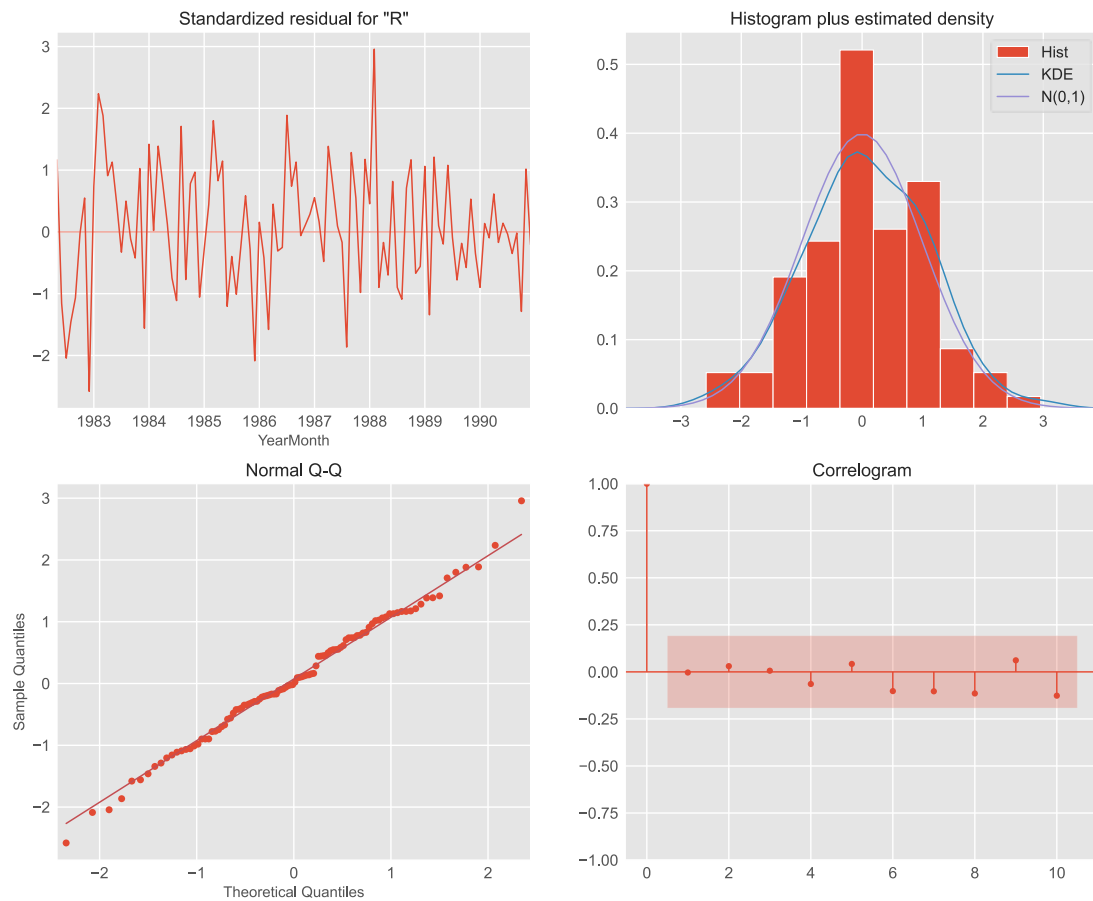 Standardized residual for "R"
3
2
1
0
−1
−2
1983 1984 1985 1986 1987 1988 1989 1990
YearMonth
Histogram plus estimated density
Hist
KDE
N(0,1)
0.5
0.4
0.3
0.2
0.1
0.0
−3 −2 −1 0 1 2 3
Normal Q-Q
3
2
1
0
−1
−2
Sample Quantiles
−2 −1 0 1 2
Theoretical Quantiles
Correlogram
1.00
0.75
0.50
0.25
0.00
−0.25
−0.50
−0.75
−1.00
0 2 4 6 8 10